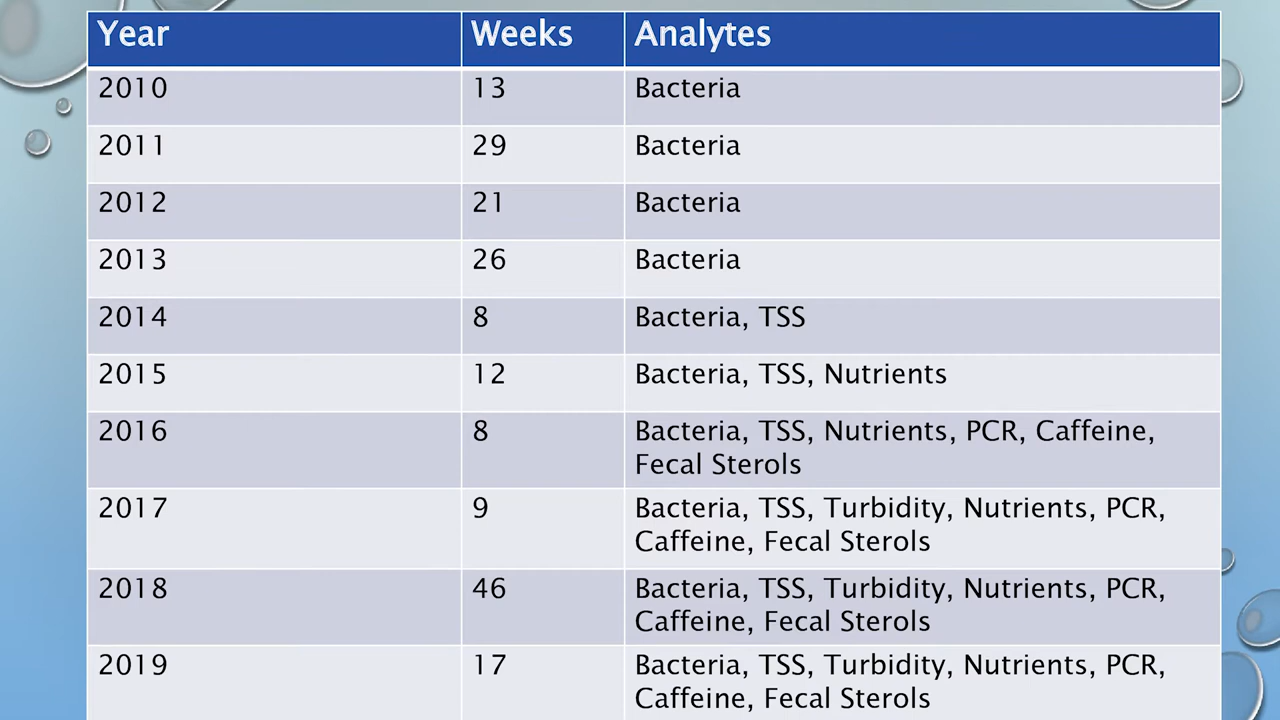 Year Weeks Analytes
2010 13 Bacteria
2011 29 Bacteria
2012 21 Bacteria
2013 26 Bacteria
2014 8 Bacteria, TSS
2015 12 Bacteria, TSS, Nutrients
2016 8 Bacteria, TSS, Nutrients, PCR, Caffeine,
Fecal Sterols
2017 9 Bacteria, TSS, Turbidity, Nutrients, PCR,
Caffeine, Fecal Sterols
2018 46 Bacteria, TSS, Turbidity, Nutrients, PCR,
Caffeine, Fecal Sterols
2019 17 Bacteria, TSS, Turbidity, Nutrients, PCR,
Caffeine, Fecal Sterols